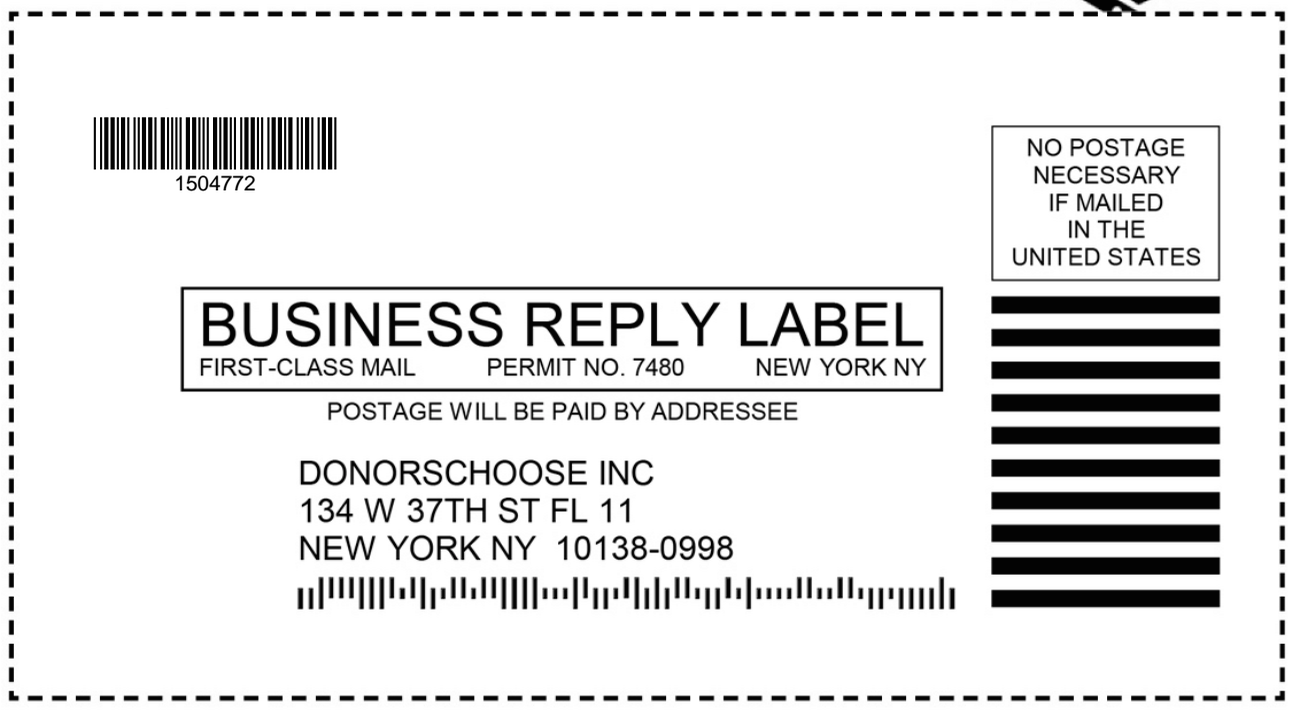 1504772
NO POSTAGE
NECESSARY
IF MAILED
IN THE
UNITED STATES
BUSINESS REPLY LABEL
FIRST-CLASS MAIL PERMIT NO. 7480 NEW YORK NY
POSTAGE WILL BE PAID BY ADDRESSEE
DONORSCHOOSE INC
134 W 37TH ST FL 11
NEW YORK NY 10138-0998